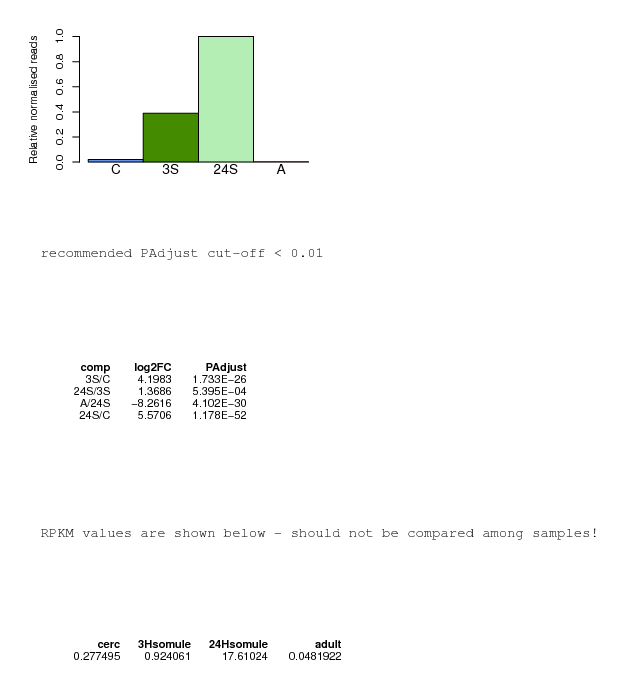 Relative normalised reads
1.0
0.8
0.6
0.4
0.2
0.0
C 3S 24S A
recommended PAdjust cut-off < 0.01
comp log2FC PAdjust
3S/C 4.1983 1.733E−26
24S/3S 1.3686 5.395E−04
A/24S −8.2616 4.102E−30
24S/C 5.5706 1.178E−52
RPKM values are shown below - should not be compared among samples!
cerc 3Hsomule 24Hsomule adult
0.277495 0.924061 17.61024 0.0481922